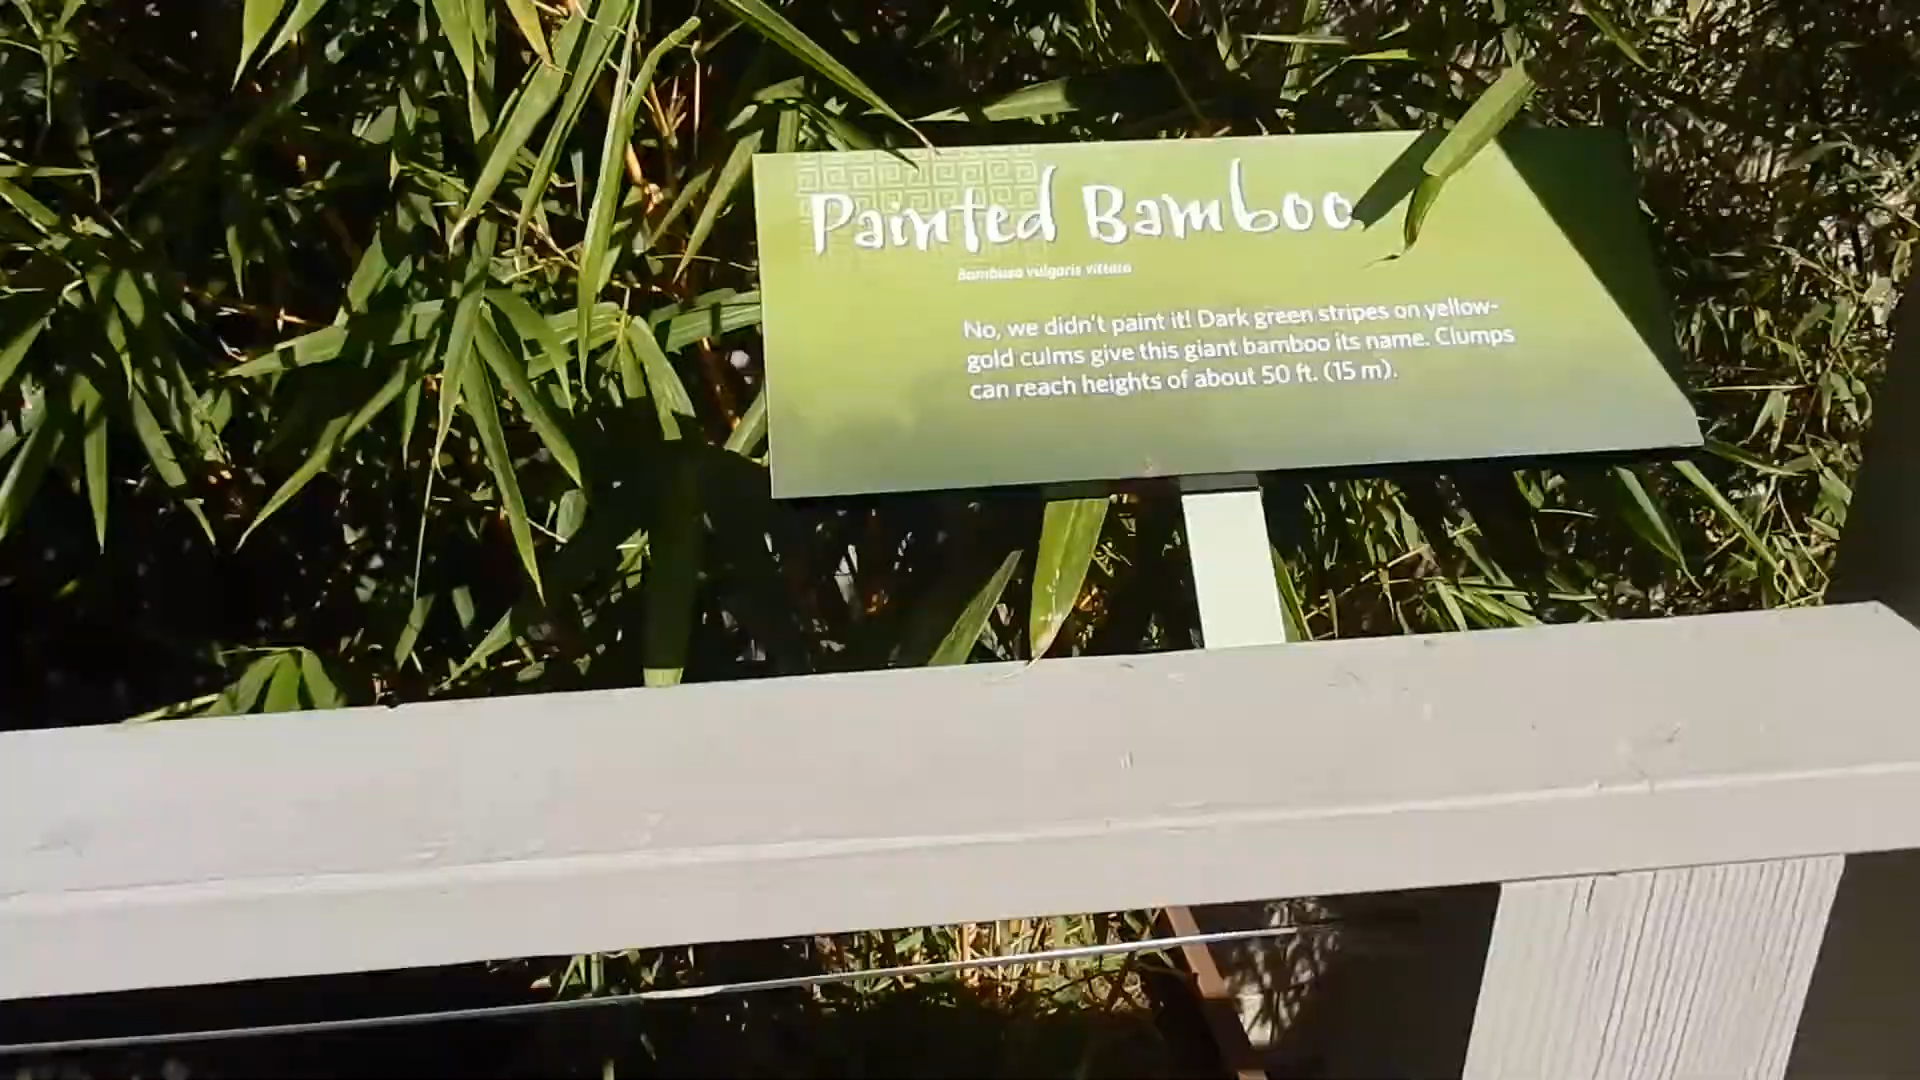 Painted Bamboo
Bambusa vulgaris vittata
No, we didn't paint it! Dark green stripes on yellow-
gold culms give this giant bamboo its name. Clumps
can reach heights of about 50 ft. (15 m).